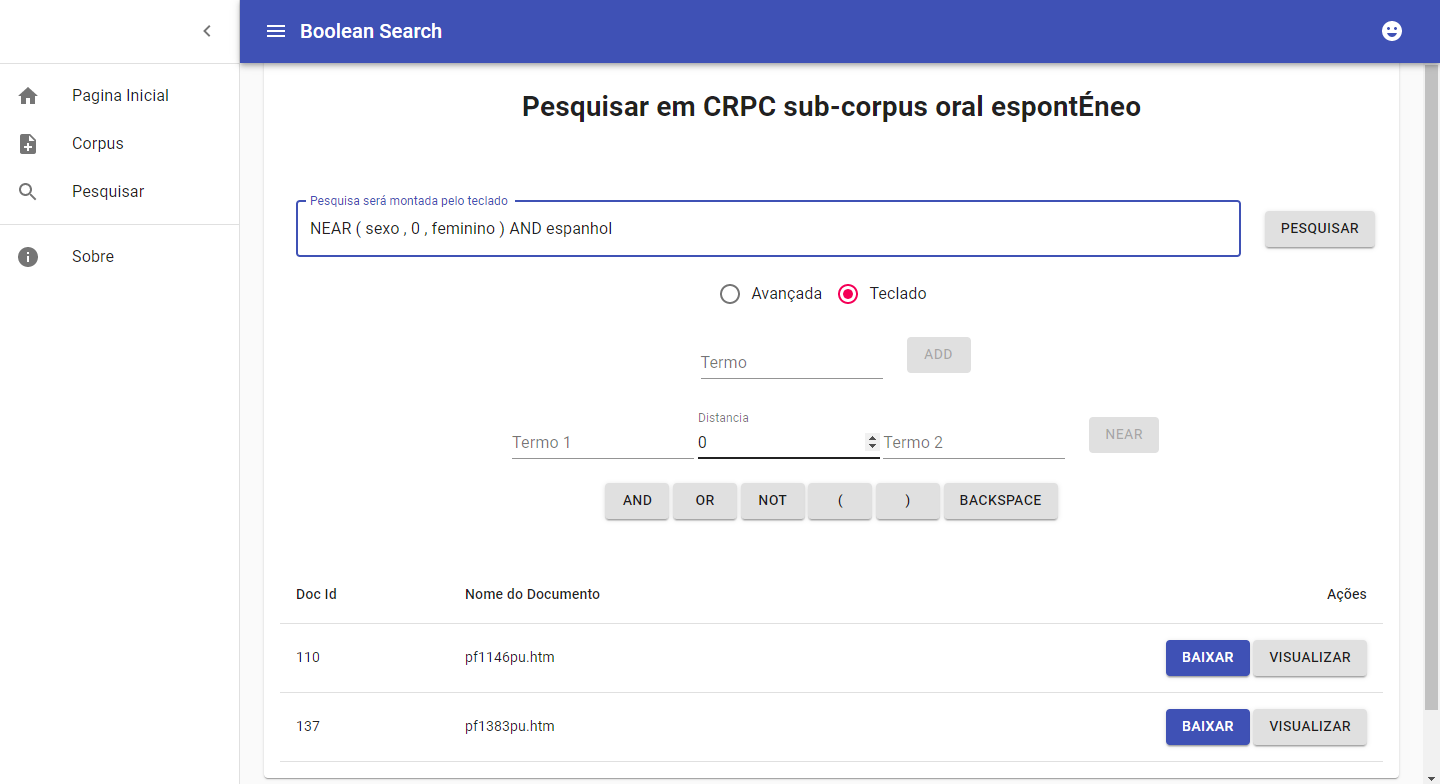 Boolean Search
Pagina Inicial
Corpus
Pesquisar
Sobre
Pesquisar em CRPC sub-corpus oral espontÉneo
Pesquisa será montada pelo teclado
NEAR ( sexo , 0 , feminino ) AND espanhol
PESQUISAR
Avançada Teclado
Termo ADD
Distancia
Termo 1 0 Termo 2 NEAR
AND OR NOT ( ) BACKSPACE
Doc Id Nome do Documento Ações
110 pf1146pu.htm BAIXAR VISUALIZAR
137 pf1383pu.htm BAIXAR VISUALIZAR